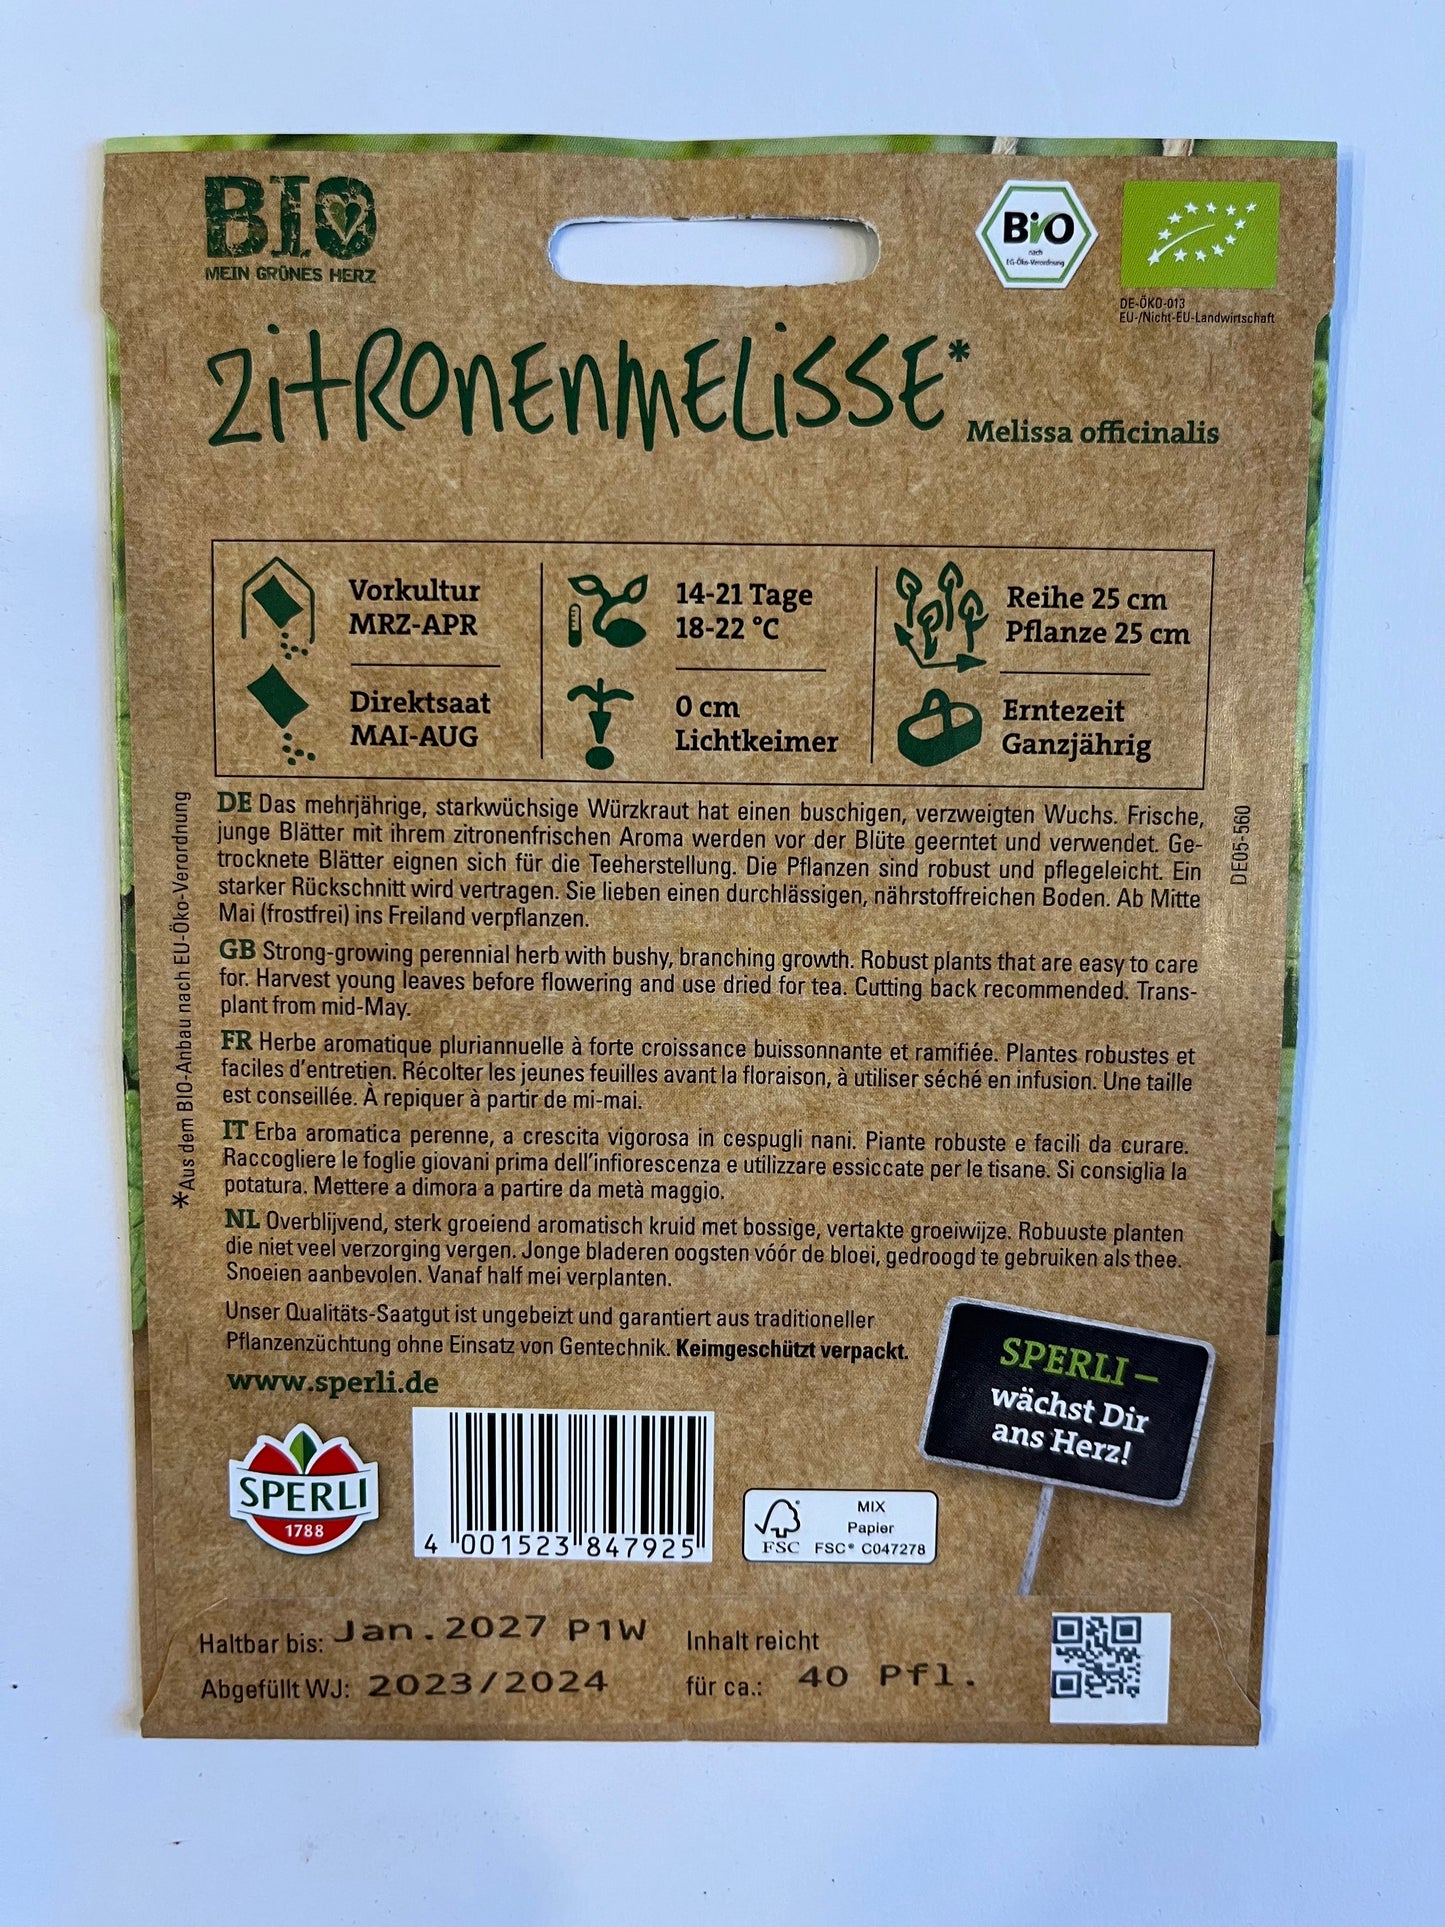 BIO
MEIN GRÜNES HERZ
BiO
nach
EG-Öko-Verordnung
DE-ÖKO-013
EU-/Nicht-EU-Landwirtschaft
ZITRONENMELISSE*
Melissa officinalis
Vorkultur
MRZ-APR
Direktsaat
MAI-AUG
14-21 Tage
18-22 °C
0 cm
Lichtkeimer
Reihe 25 cm
Pflanze 25 cm
Erntezeit
Ganzjährig
DE Das mehrjährige, starkwüchsige Würzkraut hat einen buschigen, verzweigten Wuchs. Frische,
junge Blätter mit ihrem zitronenfrischen Aroma werden vor der Blüte geerntet und verwendet. Ge-
trocknete Blätter eignen sich für die Teeherstellung. Die Pflanzen sind robust und pflegeleicht. Ein
starker Rückschnitt wird vertragen. Sie lieben einen durchlässigen, nährstoffreichen Boden. Ab Mitte
Mai (frostfrei) ins Freiland verpflanzen.
GB Strong-growing perennial herb with bushy, branching growth. Robust plants that are easy to care
for. Harvest young leaves before flowering and use dried for tea. Cutting back recommended. Trans-
plant from mid-May.
FR Herbe aromatique pluriannuelle à forte croissance buissonnante et ramifiée. Plantes robustes et
faciles d'entretien. Récolter les jeunes feuilles avant la floraison, à utiliser séché en infusion. Une taille
est conseillée. À repiquer à partir de mi-mai.
IT Erba aromatica perenne, a crescita vigorosa in cespugli nani. Piante robuste e facili da curare.
Raccogliere le foglie giovani prima dell'infiorescenza e utilizzare essiccate per le tisane. Si consiglia la
potatura. Mettere a dimora a partire da metà maggio.
NL Overblijvend, sterk groeiend aromatisch kruid met bossige, vertakte groeiwijze. Robuuste planten
die niet veel verzorging vergen. Jonge bladeren oogsten vóór de bloei, gedroogd te gebruiken als thee.
Snoeien aanbevolen. Vanaf half mei verplanten.
Unser Qualitäts-Saatgut ist ungebeizt und garantiert aus traditioneller
Pflanzenzüchtung ohne Einsatz von Gentechnik. Keimgeschützt verpackt.
www.sperli.de
*Aus dem BIO-Anbau nach EU-Öko-Verordnung
DE05-560
SPERLI –
wächst Dir
ans Herz!
SPERLI
1788
4 001523 847925
FSC
MIX
Papier
FSC® C047278
Haltbar bis: Jan.2027 P1W
Abgefüllt WJ: 2023/2024
Inhalt reicht
für ca.: 40 Pfl.